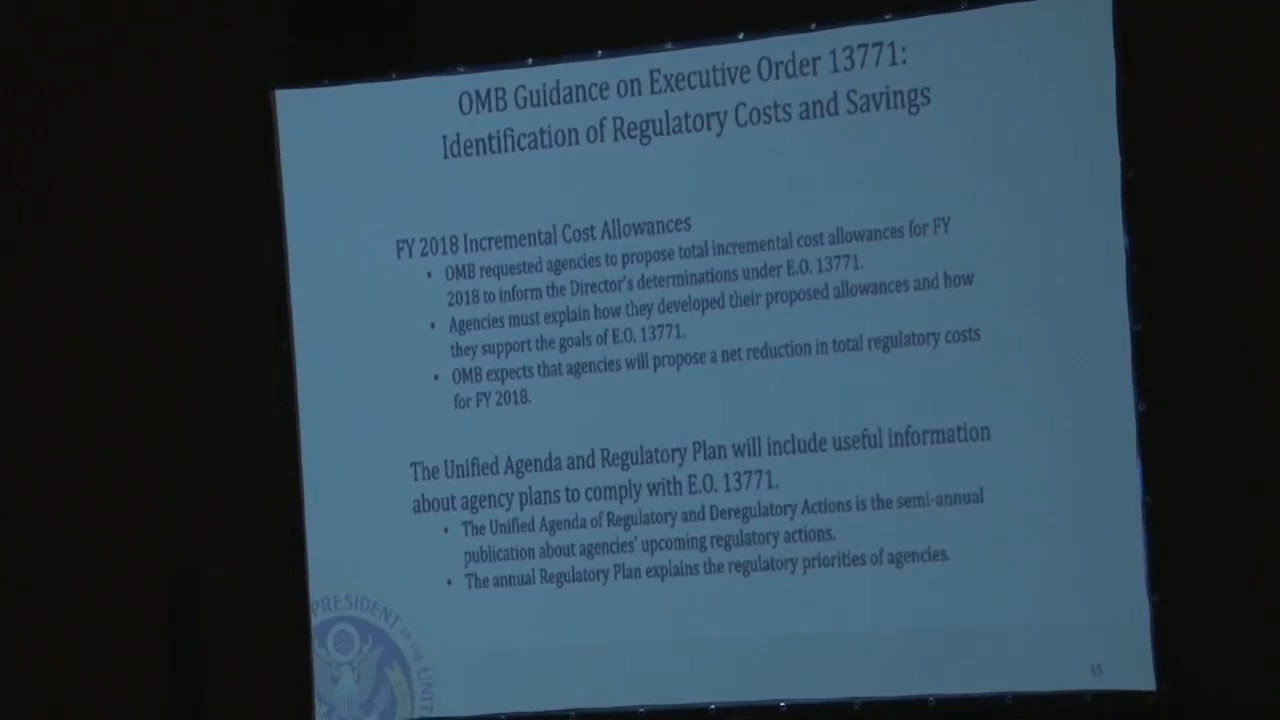 OMB Guidance on Executive Order 13771:
Identification of Regulatory Costs and Savings
FY 2018 Incremental Cost Allowances
• OMB requested agencies to propose total incremental cost allowances for FY
2018 to inform the Director's determinations under E.O. 13771.
• Agencies must explain how they developed their proposed allowances and how
they support the goals of E.O. 13771.
• OMB expects that agencies will propose a net reduction in total regulatory costs
for FY 2018.
The Unified Agenda and Regulatory Plan will include useful information
about agency plans to comply with E.O. 13771.
• The Unified Agenda of Regulatory and Deregulatory Actions is the semi-annual
publication about agencies' upcoming regulatory actions.
• The annual Regulatory Plan explains the regulatory priorities of agencies.
PRESIDENT OF THE UNIT
15